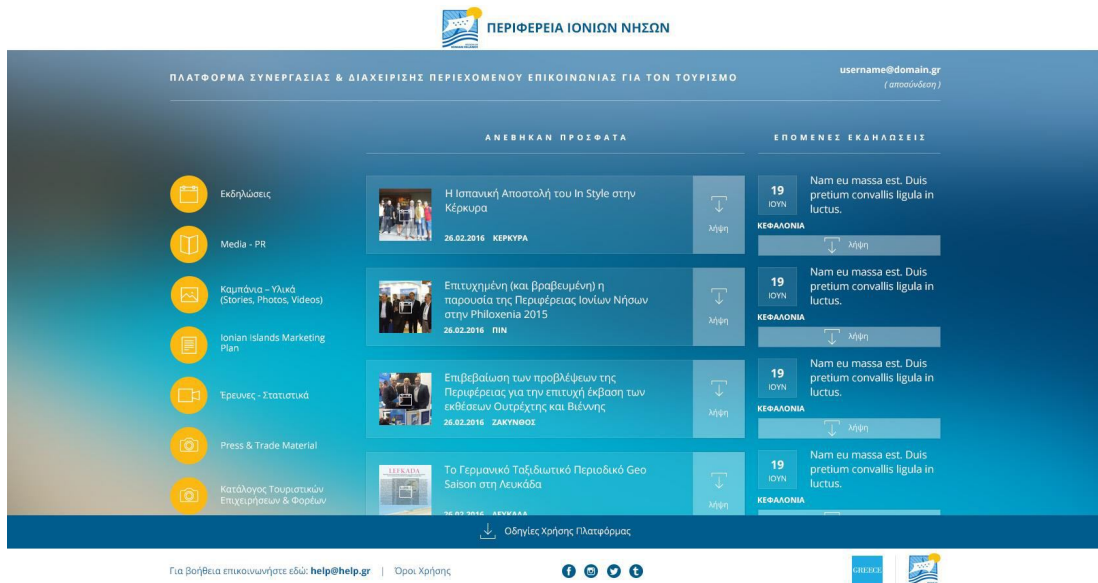 ΠΕΡΙΦΕΡΕΙΑ ΙΟΝΙΩΝ ΝΗΣΩΝ
ΠΛΑΤΦΟΡΜΑ ΣΥΝΕΡΓΑΣΙΑΣ & ΔΙΑΧΕΙΡΙΣΗΣ ΠΕΡΙΕΧΟΜΕΝΟΥ ΕΠΙΚΟΙΝΩΝΙΑΣ ΓΙΑ ΤΟΝ ΤΟΥΡΙΣΜΟ
username@domain.gr
( αποσύνδεση )
Εκδηλώσεις
Media - PR
Καμπάνια – Υλικά
(Stories, Photos, Videos)
Ionian Islands Marketing
Plan
Έρευνες - Στατιστικά
Press & Trade Material
Κατάλογος Τουριστικών
Επιχειρήσεων & Φορέων
ΑΝΕΒΗΚΑΝ ΠΡΟΣΦΑΤΑ
Η Ισπανική Αποστολή του In Style στην
Κέρκυρα
26.02.2016 ΚΕΡΚΥΡΑ
λήψη
Επιτυχημένη (και βραβευμένη) η
παρουσία της Περιφέρειας Ιονίων Νήσων
στην Philoxenia 2015
26.02.2016 ΠΙΝ
λήψη
Επιβεβαίωση των προβλέψεων της
Περιφέρειας για την επιτυχή έκβαση των
εκθέσεων Ουτρέχτης και Βιέννης
26.02.2016 ΖΑΚΥΝΘΟΣ
λήψη
LEFKADA
Το Γερμανικό Ταξιδιωτικό Περιοδικό Geo
Saison στη Λευκάδα
26.02.2016 ΛΕΥΚΑΔΑ
λήψη
ΕΠΟΜΕΝΕΣ ΕΚΔΗΛΩΣΕΙΣ
19
ΙΟΥΝ
Nam eu massa est. Duis
pretium convallis ligula in
luctus.
ΚΕΦΑΛΟΝΙΑ
λήψη
19
ΙΟΥΝ
Nam eu massa est. Duis
pretium convallis ligula in
luctus.
ΚΕΦΑΛΟΝΙΑ
λήψη
19
ΙΟΥΝ
Nam eu massa est. Duis
pretium convallis ligula in
luctus.
ΚΕΦΑΛΟΝΙΑ
λήψη
19
ΙΟΥΝ
Nam eu massa est. Duis
pretium convallis ligula in
luctus.
ΚΕΦΑΛΟΝΙΑ
Οδηγίες Χρήσης Πλατφόρμας
Για βοήθεια επικοινωνήστε εδώ: help@help.gr | Όροι Χρήσης
GREECE